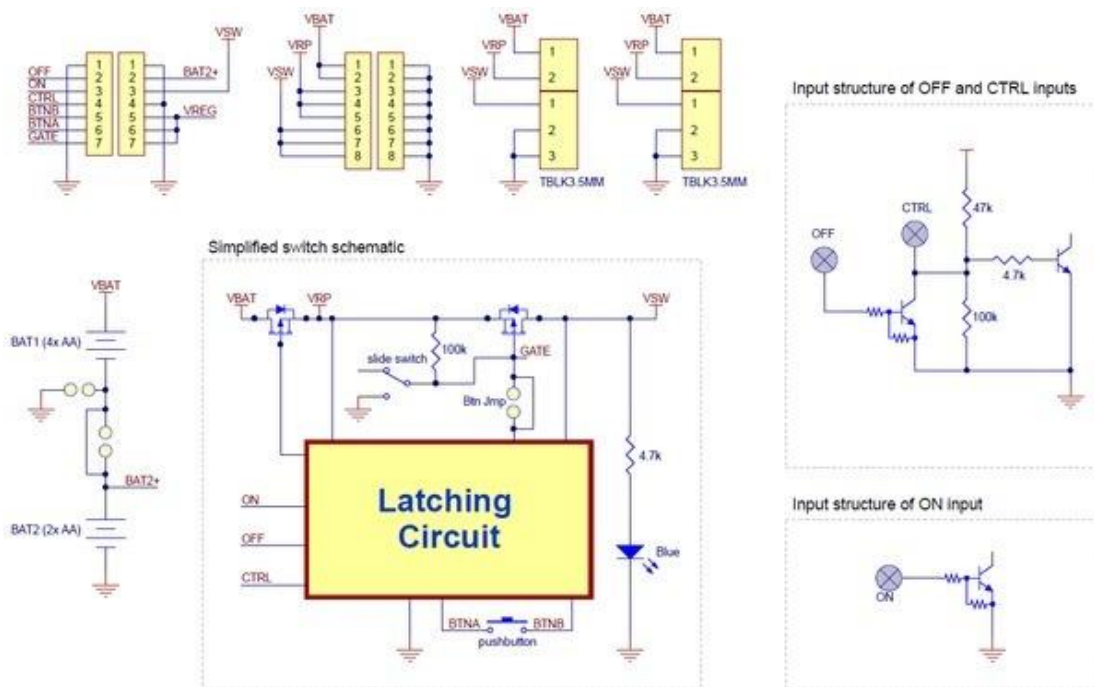 VSW
OFF
ON
CTRL
BTNB
BTNA
GATE
1
2
3
4
5
6
7
1
2
3
4
5
6
7
BAT2+
VREG
VBAT
VRP
VSW
1
2
3
4
5
6
7
8
1
2
3
4
5
6
7
8
VBAT
VRP
VSW
1
2
1
2
3
TBLK3.5MM
VBAT
VRP
VSW
1
2
1
2
3
TBLK3.5MM
Input structure of OFF and CTRL inputs
OFF
CTRL
47k
4.7k
100k
VBAT
BAT1 (4x AA)
BAT2+
BAT2 (2x AA)
Simplified switch schematic
VBAT
VRP
VSW
100k
slide switch
GATE
Btn Jmp
4.7k
Latching
Circuit
ON
OFF
CTRL
Blue
BTNA
BTNB
pushbutton
Input structure of ON input
ON